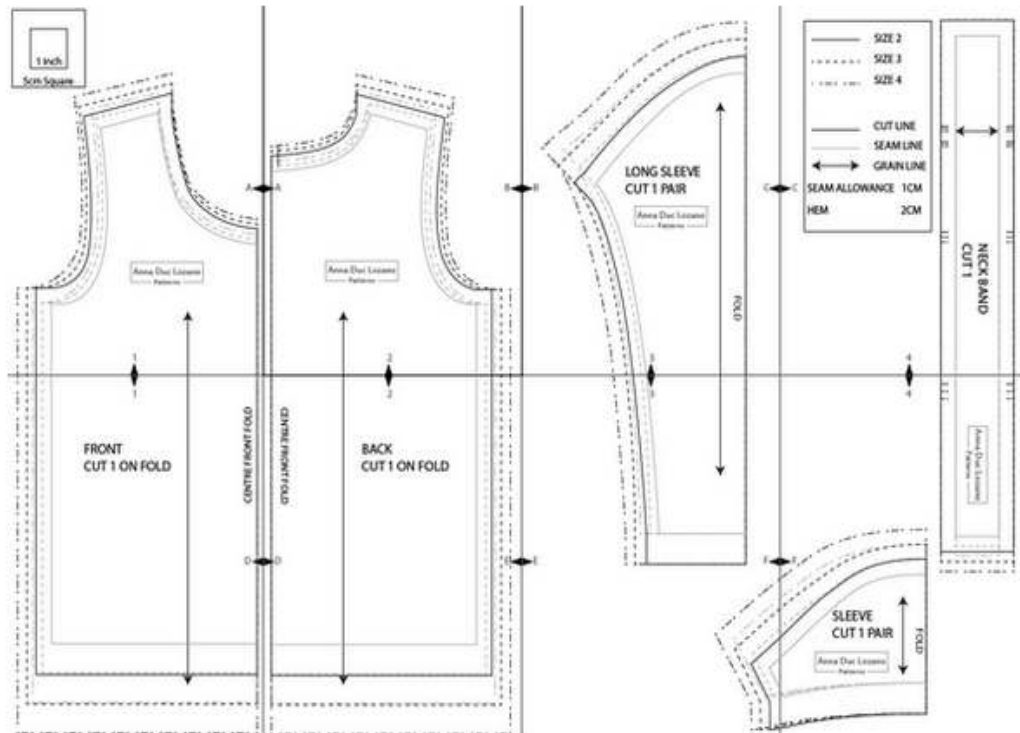 1 Inch
5cm Square
A A
B B
C C
1
1
2
2
3
3
4
4
D D
E E
F F
FRONT
CUT 1 ON FOLD
CENTRE FRONT FOLD
Anna Duc Lozano
Patterns
BACK
CUT 1 ON FOLD
CENTRE FRONT FOLD
Anna Duc Lozano
Patterns
LONG SLEEVE
CUT 1 PAIR
Anna Duc Lozano
Patterns
FOLD
SIZE 2
SIZE 3
SIZE 4
CUT LINE
SEAM LINE
GRAIN LINE
SEAM ALLOWANCE 1CM
HEM 2CM
NECK BAND
CUT 1
Anna Duc Lozano
Patterns
SLEEVE
CUT 1 PAIR
Anna Duc Lozano
Patterns
FOLD